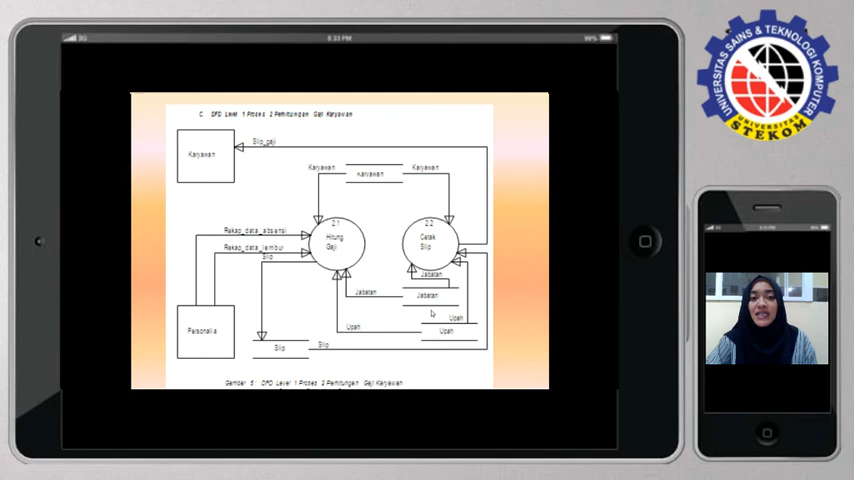 3G
8:33 PM
99%
C. DFD Level 1 Proses 2 Perhitungan Gaji Karyawan
Slip_gaji
Karyawan
Karyawan
Karyawan
Karyawan
2.1
Hitung
Gaji
2.2
Cetak
Slip
Rekap_data_absensi
Rekap_data_lembur
Slip
Jabatan
Jabatan
Jabatan
Personalia
Upah
Upah
Upah
Slip
Slip
Gambar 5 : DFD Level 1 Proses 2 Perhitungan Gaji Karyawan
UNIVERSITAS SAINS & TEKNOLOGI KOMPUTER
UNIVERSITAS
STEKOM